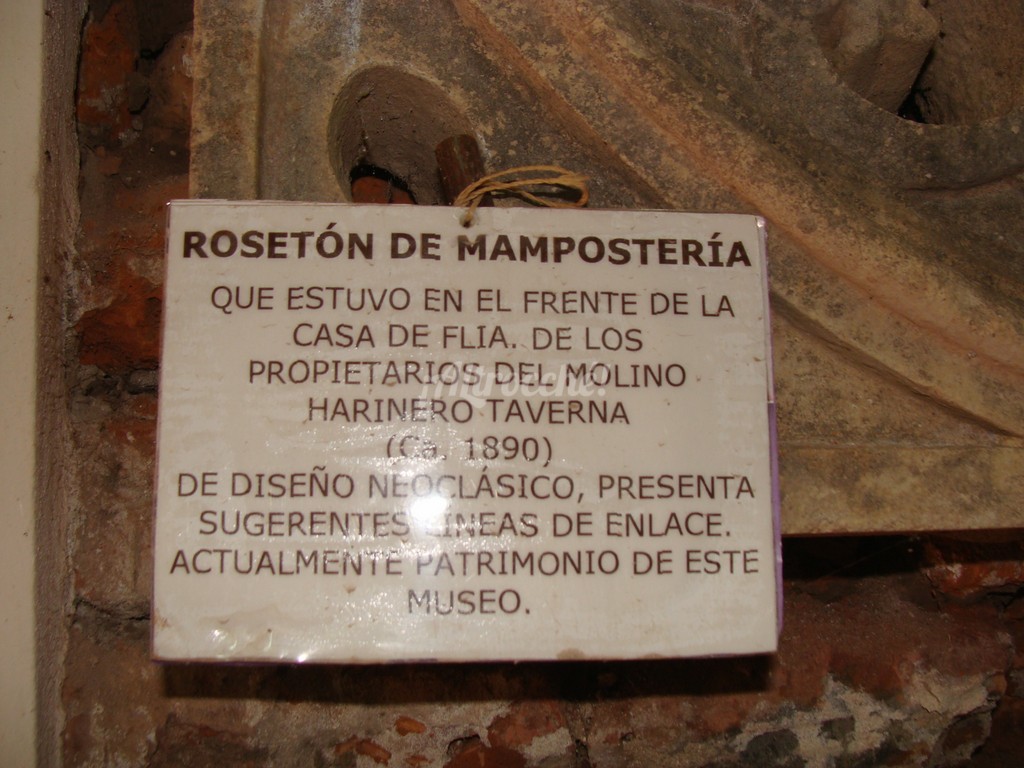 ROSETÓN DE MAMPOSTERÍA
QUE ESTUVO EN EL FRENTE DE LA
CASA DE FLIA. DE LOS
PROPIETARIOS DEL MOLINO
HARINERO TAVERNA
(Ca. 1890)
DE DISEÑO NEOCLÁSICO, PRESENTA
SUGERENTES LINEAS DE ENLACE.
ACTUALMENTE PATRIMONIO DE ESTE
MUSEO.